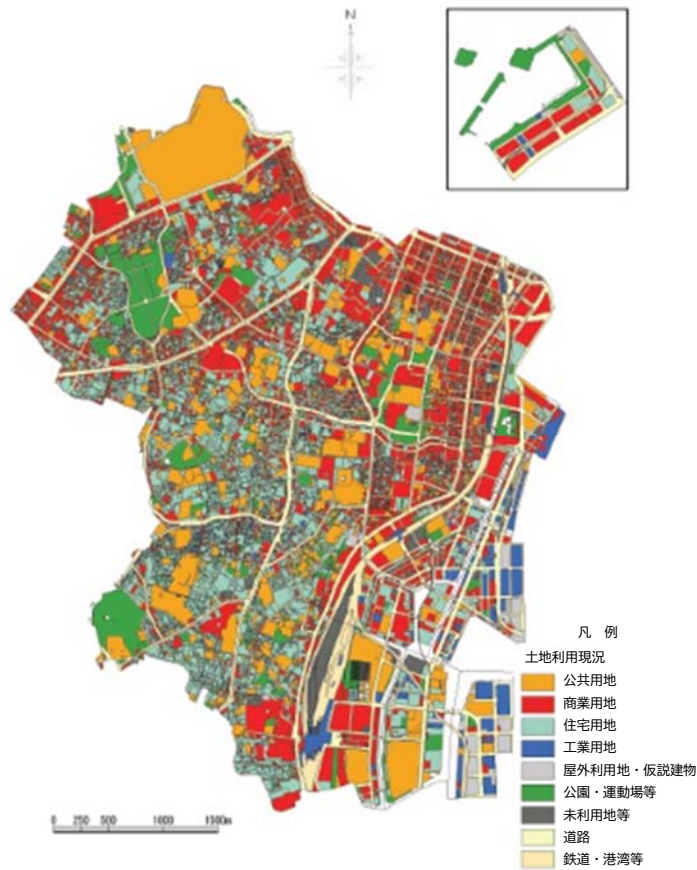 N
凡 例
土地利用現況
公共用地
商業用地
住宅用地
工業用地
屋外利用地・仮説建物
公園・運動場等
未利用地等
道路
鉄道・港湾等
0 250 500 1000 1500m